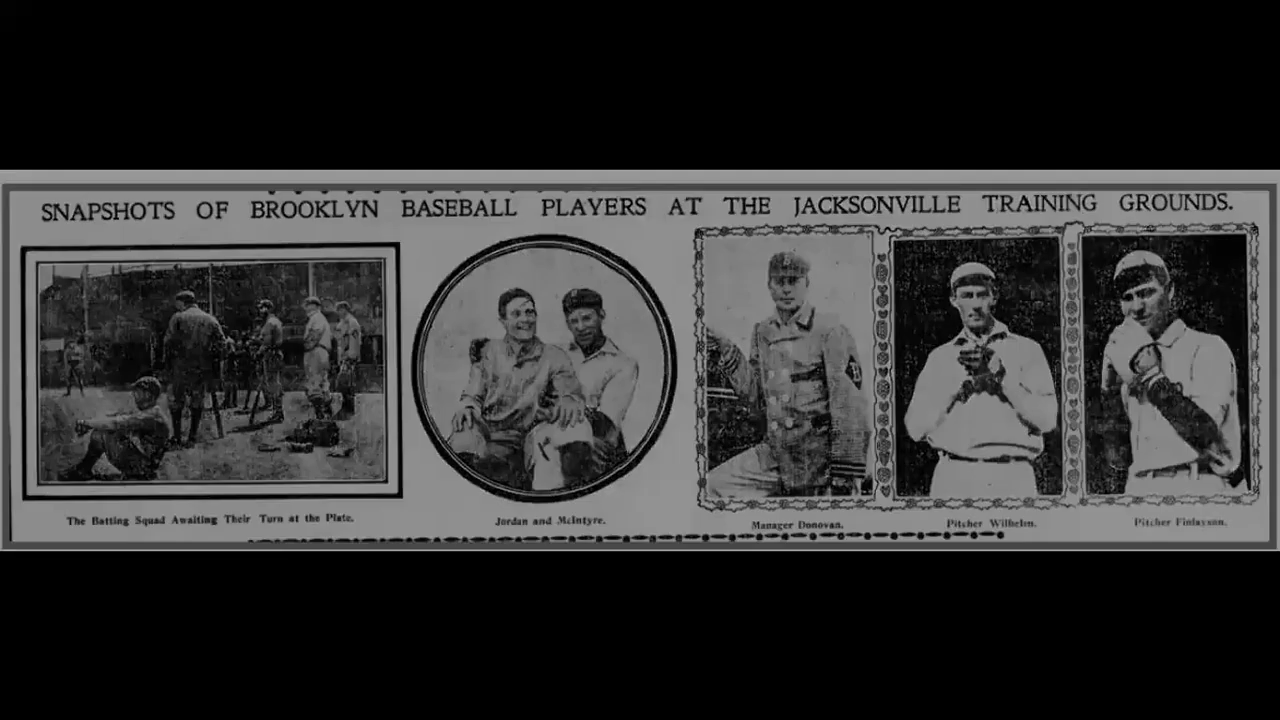 SNAPSHOTS OF BROOKLYN BASEBALL PLAYERS AT THE JACKSONVILLE TRAINING GROUNDS.
The Batting Squad Awaiting Their Turn at the Plate.
Jordan and McIntyre.
Manager Donovan.
Pitcher Wilhelm.
Pitcher Finlayson.